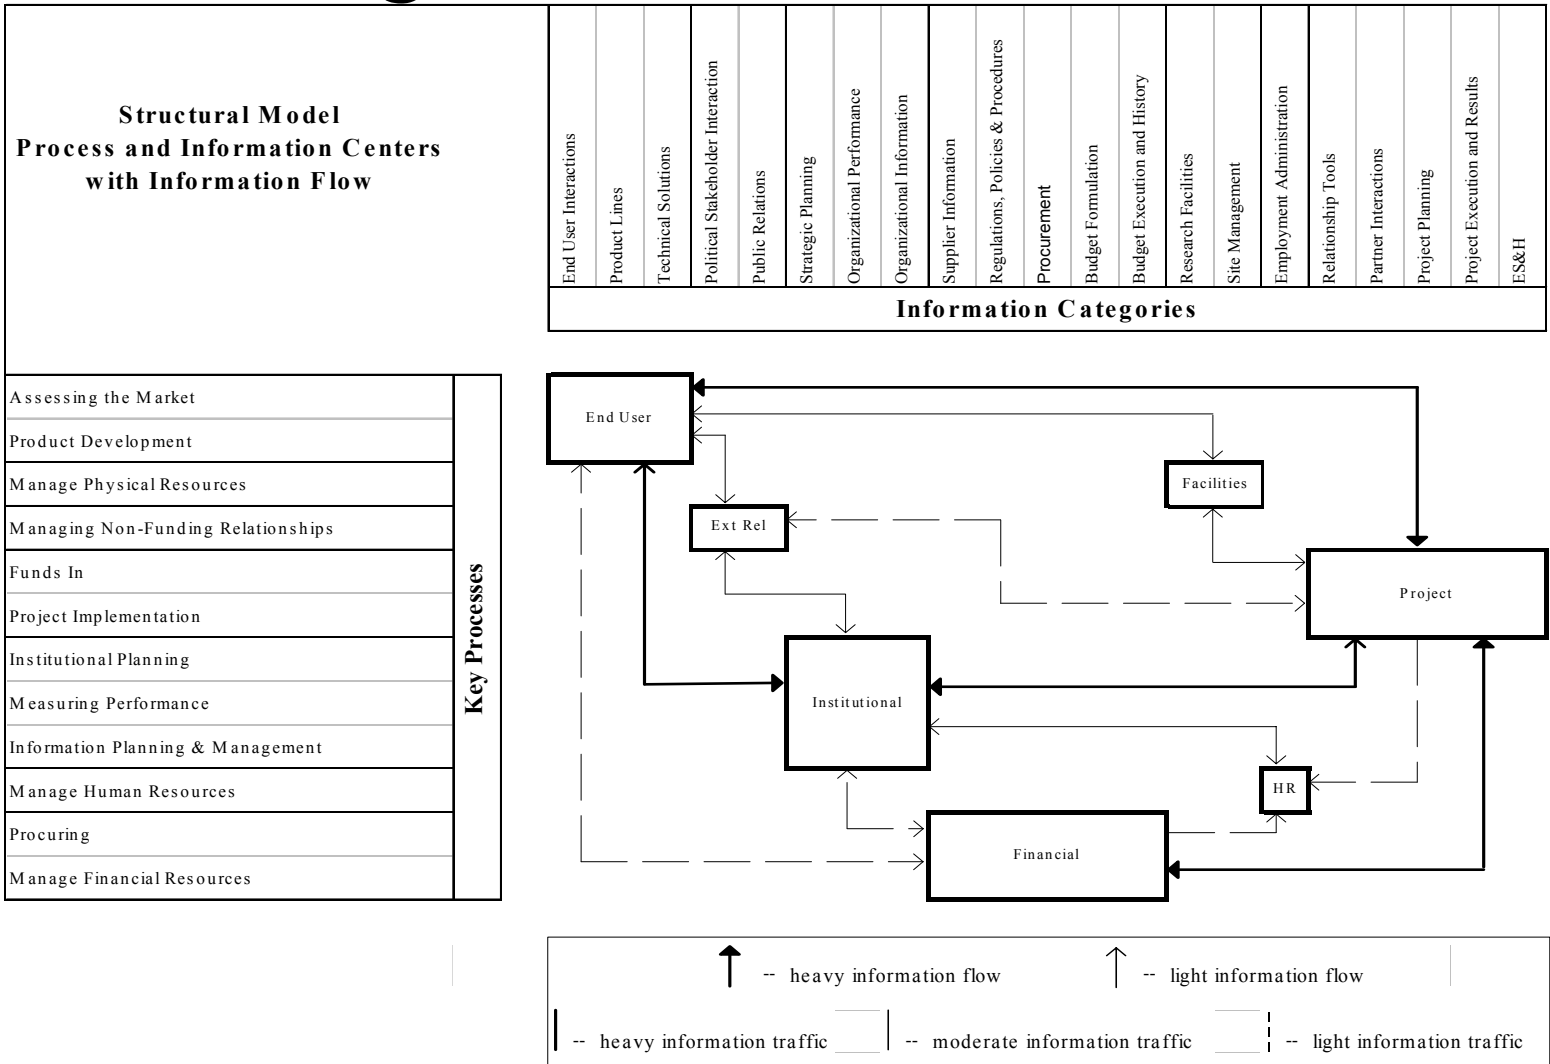 Structural Model
Process and Information Centers
with Information Flow
End User Interactions
Product Lines
Technical Solutions
Political Stakeholder Interaction
Public Relations
Strategic Planning
Organizational Performance
Organizational Information
Supplier Information
Regulations, Policies & Procedures
Procurement
Budget Formulation
Budget Execution and History
Research Facilities
Site Management
Employment Administration
Relationship Tools
Partner Interactions
Project Planning
Project Execution and Results
ES&H
Information Categories
Assessing the Market
Product Development
Manage Physical Resources
Managing Non-Funding Relationships
Funds In
Project Implementation
Institutional Planning
Measuring Performance
Information Planning & Management
Manage Human Resources
Procuring
Manage Financial Resources
Key Processes
End User
Facilities
Ext Rel
Project
Institutional
HR
Financial
-- heavy information flow
-- light information flow
-- heavy information traffic
-- moderate information traffic
-- light information traffic